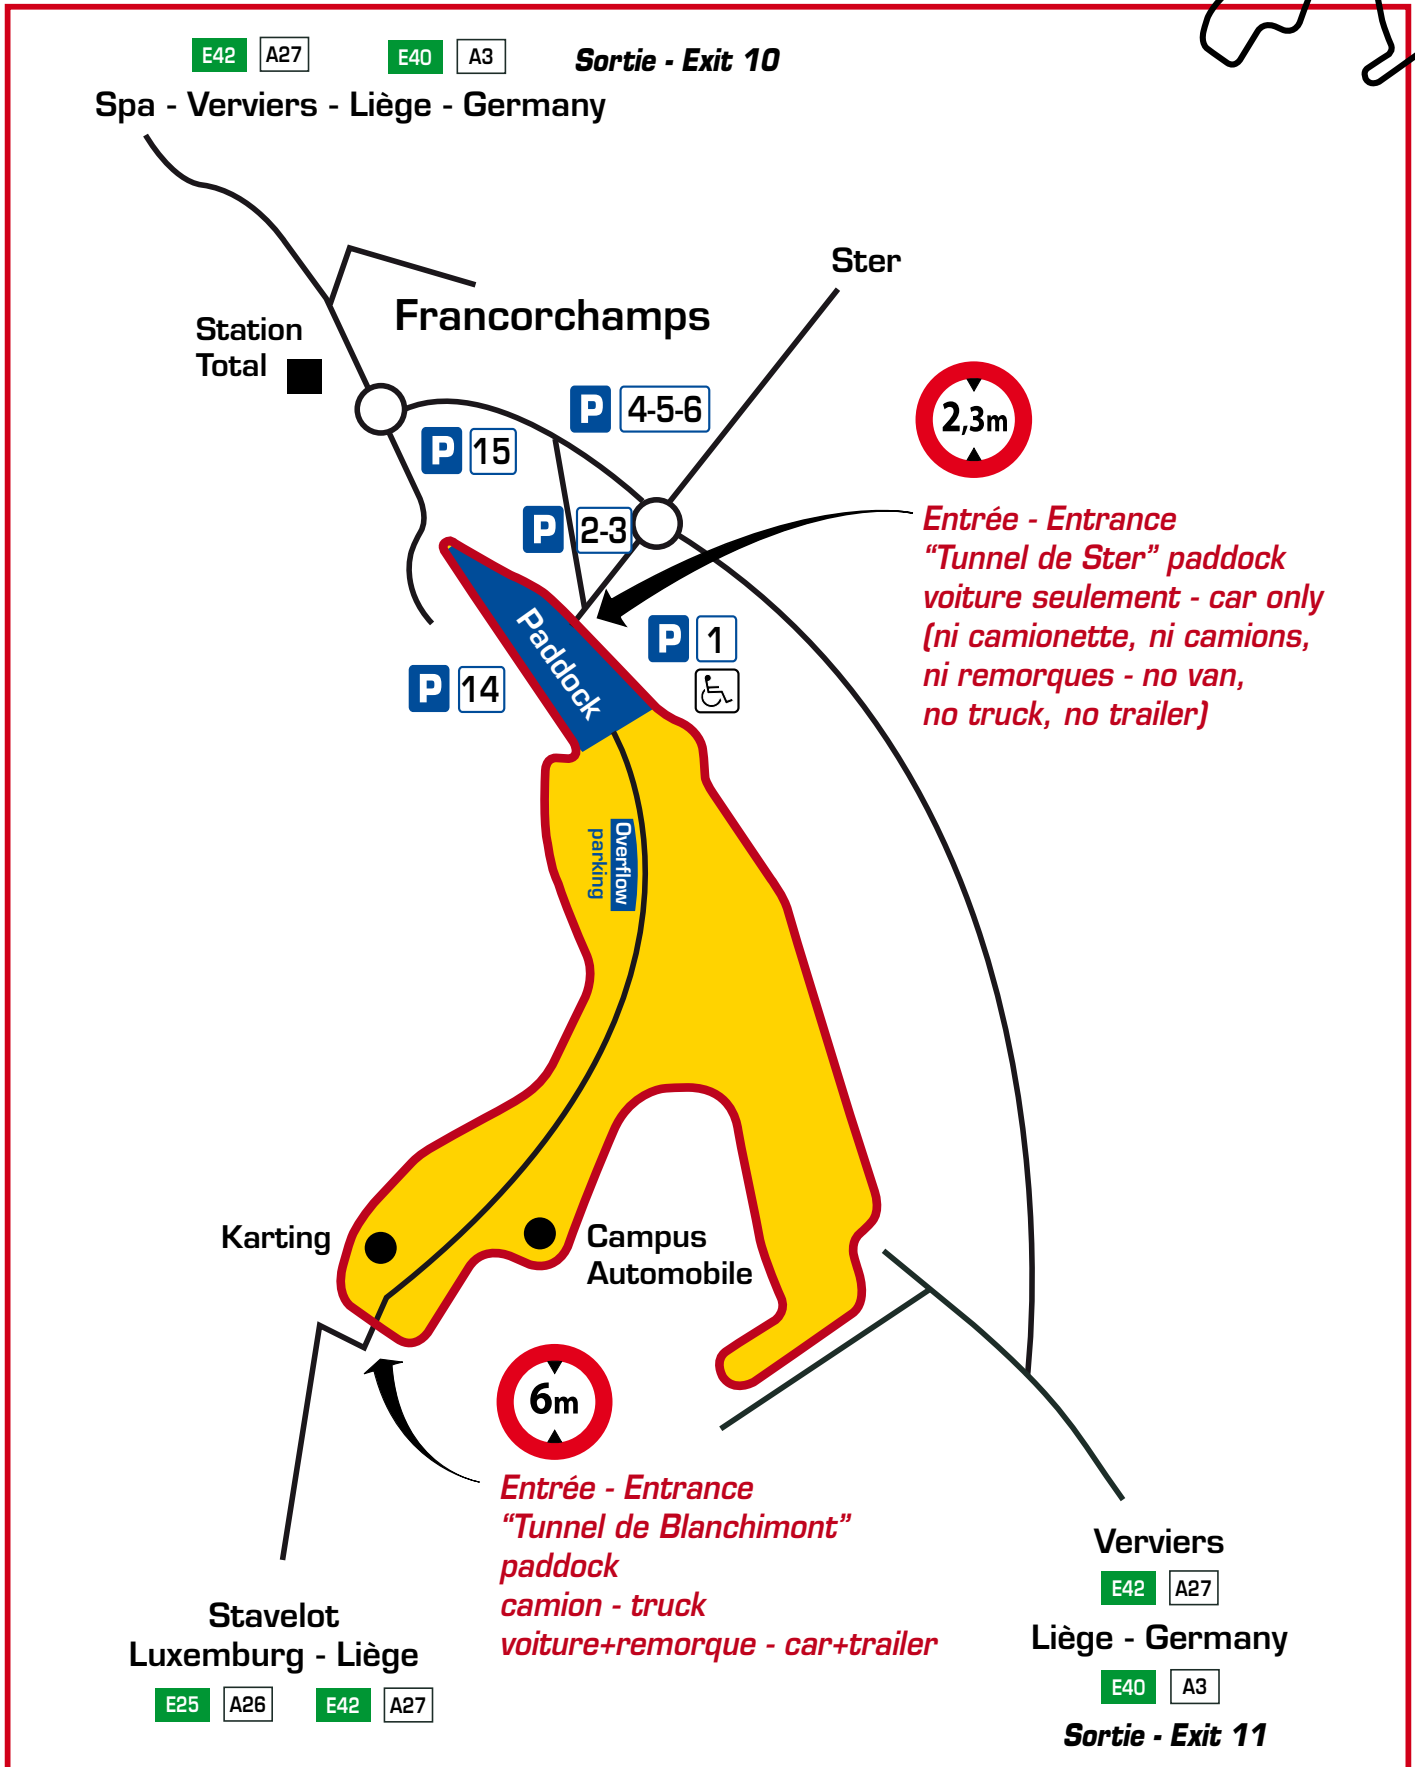 E42 A27 E40 A3 Sortie - Exit 10
Spa - Verviers - Liège - Germany
Ster
Francorchamps
Station
Total
P 4-5-6
2,3m
P 15
P 2-3
Entrée - Entrance
“Tunnel de Ster” paddock
voiture seulement - car only
(ni camionette, ni camions,
ni remorques - no van,
no truck, no trailer)
Paddock
P 1
P 14
Overflow
parking
Karting
Campus
Automobile
6m
Entrée - Entrance
“Tunnel de Blanchimont”
paddock
camion - truck
voiture+remorque - car+trailer
Stavelot
Luxemburg - Liège
E25 A26 E42 A27
Verviers
E42 A27
Liège - Germany
E40 A3
Sortie - Exit 11